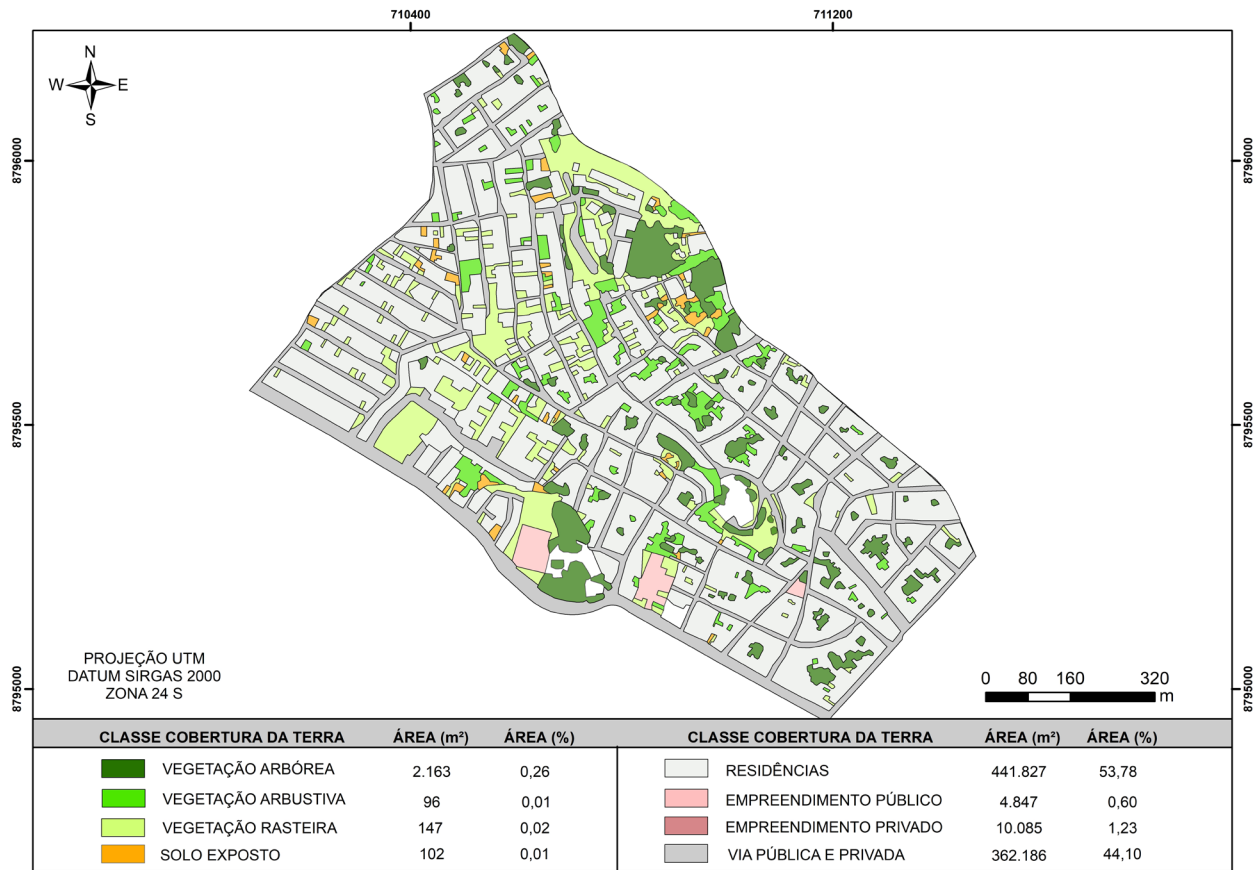 710400 711200
N
W E
S
8796000 8796000
8795500 8795500
PROJEÇÃO UTM
DATUM SIRGAS 2000
ZONA 24 S
0 80 160 320
m
8795000 8795000
CLASSE COBERTURA DA TERRA ÁREA (m²) ÁREA (%)
VEGETAÇÃO ARBÓREA 2.163 0,26
VEGETAÇÃO ARBUSTIVA 96 0,01
VEGETAÇÃO RASTEIRA 147 0,02
SOLO EXPOSTO 102 0,01
CLASSE COBERTURA DA TERRA ÁREA (m²) ÁREA (%)
RESIDÊNCIAS 441.827 53,78
EMPREENDIMENTO PÚBLICO 4.847 0,60
EMPREENDIMENTO PRIVADO 10.085 1,23
VIA PÚBLICA E PRIVADA 362.186 44,10